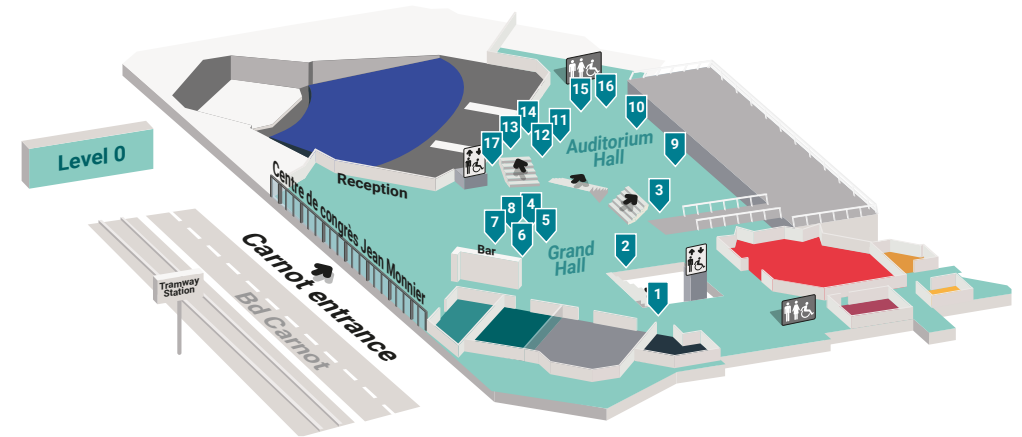 15
16
10
14
11
13
12
17
9
Auditorium
Hall
Level 0
Reception
3
8
4
7
5
6
Centre de congrès Jean Monnier
2
Bar
Grand
Hall
1
Carnot entrance
Tramway
Station
Bd Carnot